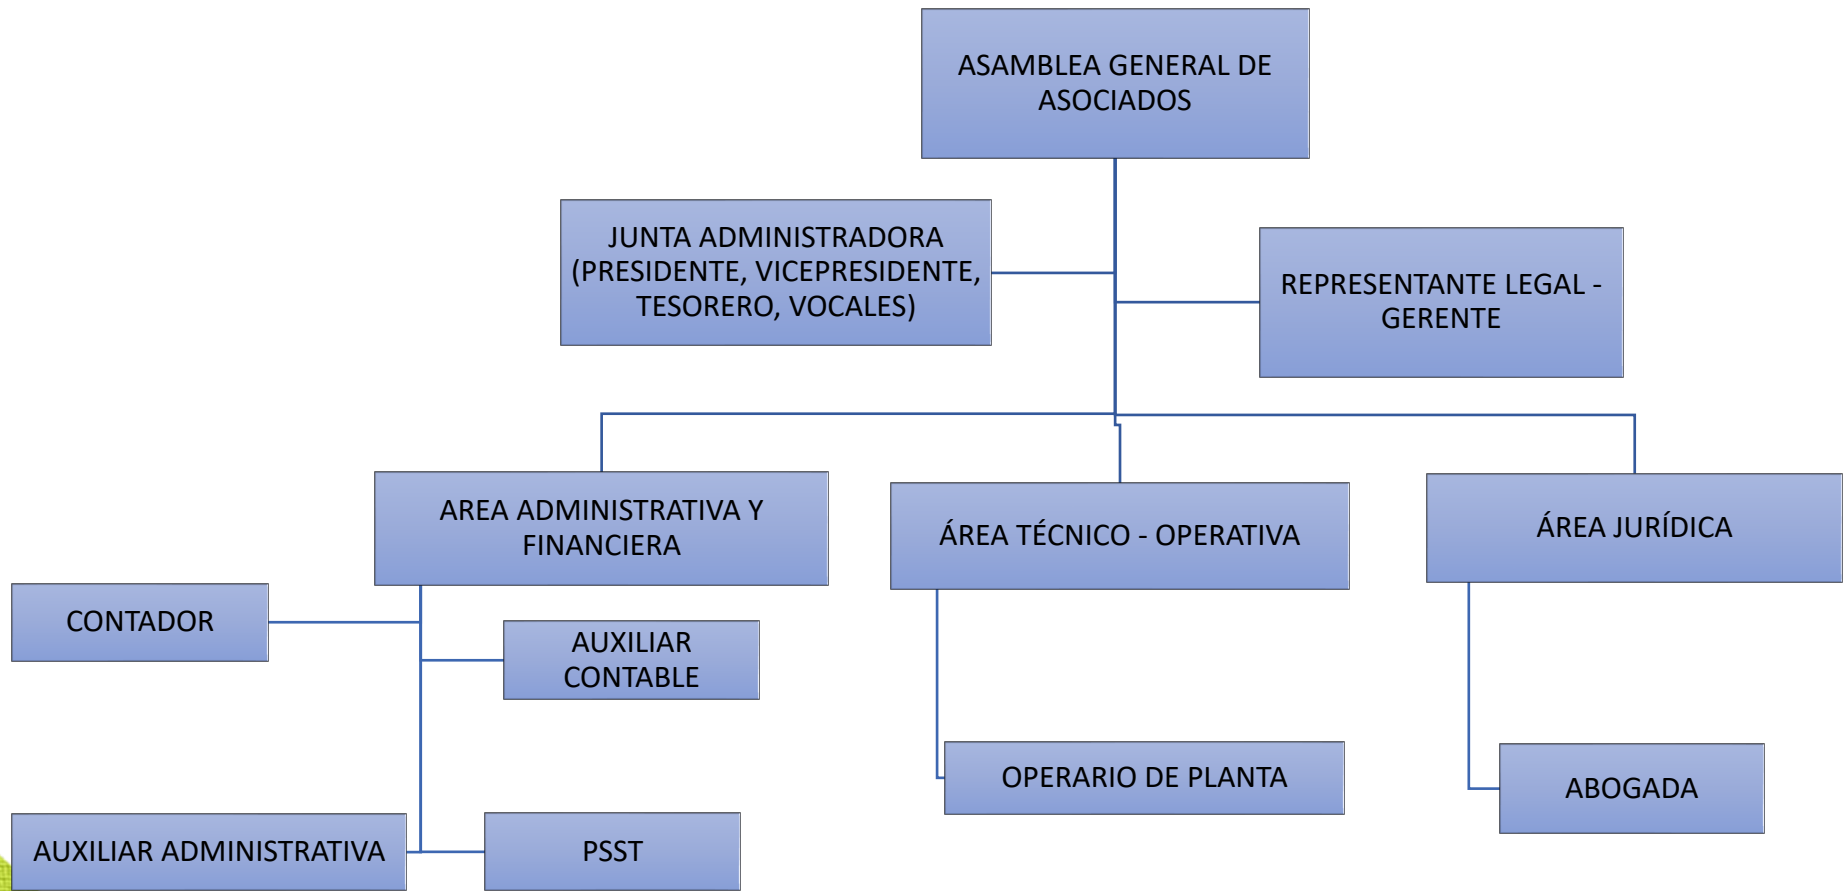 ASAMBLEA GENERAL DE
ASOCIADOS
JUNTA ADMINISTRADORA
(PRESIDENTE, VICEPRESIDENTE,
TESORERO, VOCALES)
REPRESENTANTE LEGAL -
GERENTE
AREA ADMINISTRATIVA Y
FINANCIERA
ÁREA TÉCNICO - OPERATIVA
ÁREA JURÍDICA
CONTADOR
AUXILIAR
CONTABLE
OPERARIO DE PLANTA
ABOGADA
AUXILIAR ADMINISTRATIVA
PSST